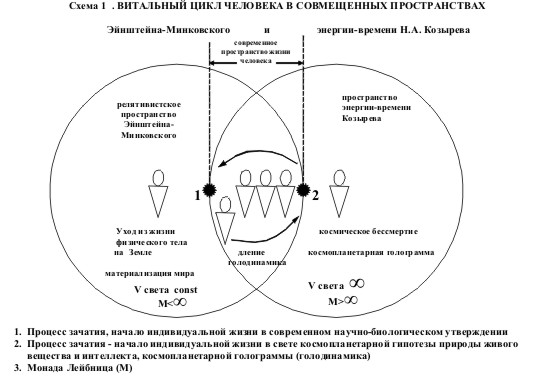 Схема 1 . ВИТАЛЬНЫЙ ЦИКЛ ЧЕЛОВЕКА В СОВМЕЩЕННЫХ ПРОСТРАНСТВАХ
Эйнштейна-Минковского и энергии-времени Н.А. Козырева
современное
пространство жизни
человека
релятивистское
пространство
Эйнштейна-
Минковского
пространство
энергии-времени
Козырева
1
2
Уход из жизни
физического тела
на Земле
материализация мира
V света const
M<∞
дление
голодинамика
космическое бессмертие
космопланетарная голограмма
V света ∞
M>∞
1. Процесс зачатия, начало индивидуальной жизни в современном научно-биологическом утверждении
2. Процесс зачатия - начало индивидуальной жизни в свете космопланетарной гипотезы природы живого
вещества и интеллекта, космопланетарной голограммы (голодинамика)
3. Монада Лейбница (М)